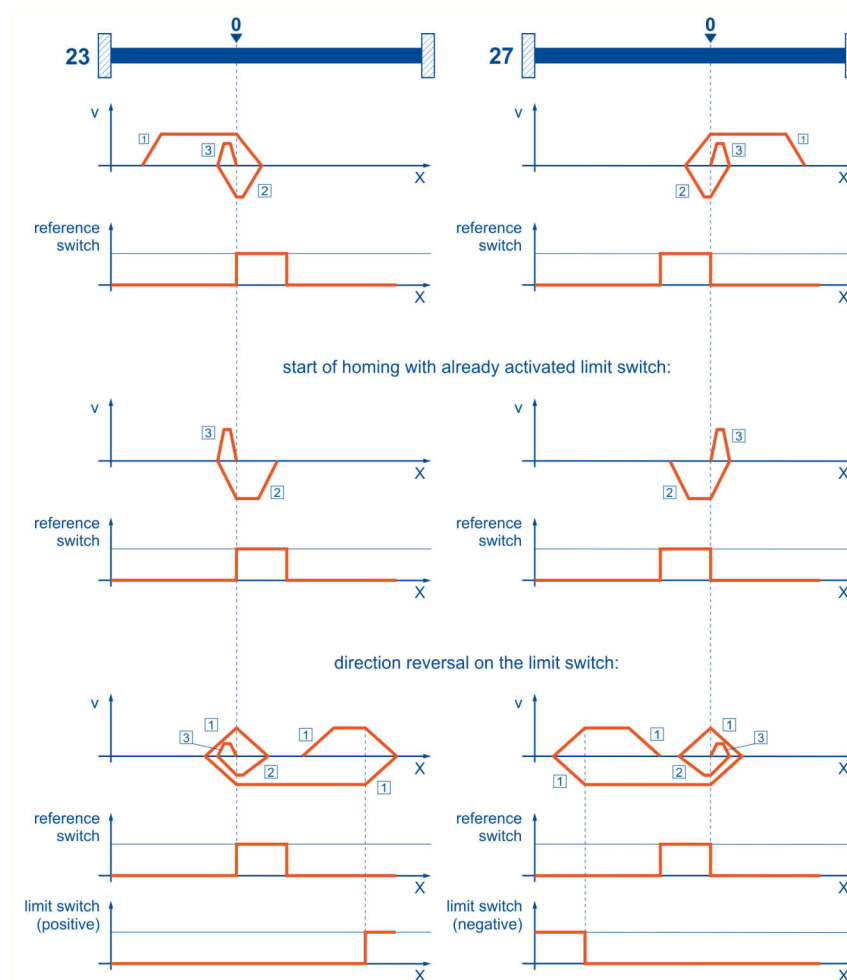 0
0
23
27
v
1
3
2
X
v
3
1
2
X
reference
switch
X
reference
switch
X
start of homing with already activated limit switch:
v
3
2
X
v
3
2
X
reference
switch
X
reference
switch
X
direction reversal on the limit switch:
v
1
3
1
2
1
X
v
1
1
3
2
1
X
reference
switch
X
reference
switch
X
limit switch
(positive)
X
limit switch
(negative)
X